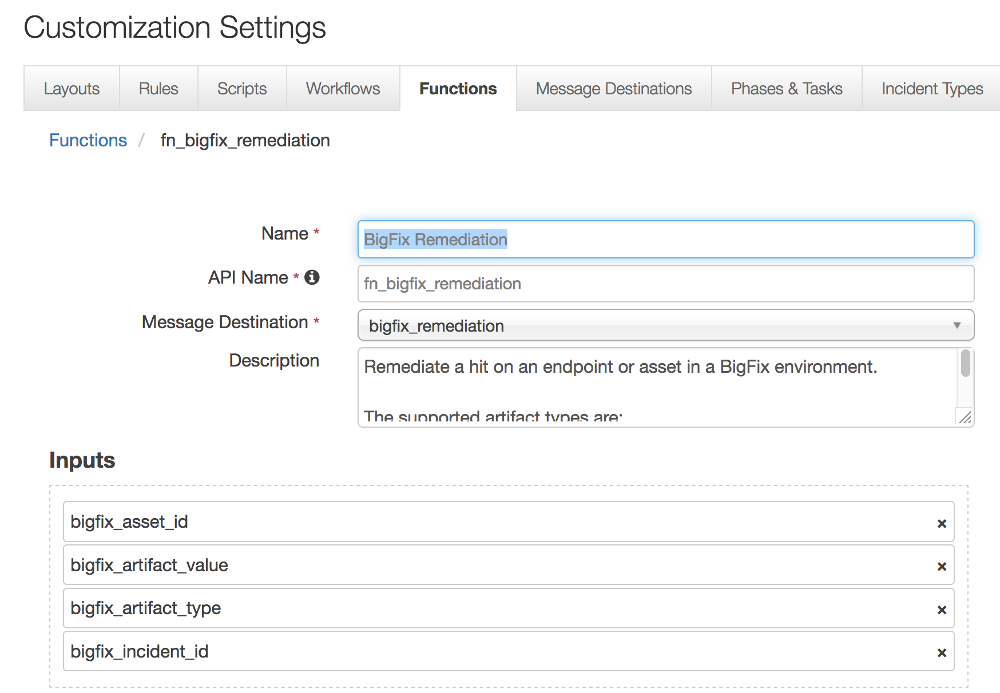 Customization Settings
Layouts Rules Scripts Workflows Functions Message Destinations Phases & Tasks Incident Types
Functions / fn_bigfix_remediation
Name * BigFix Remediation
API Name * fn_bigfix_remediation
Message Destination * bigfix_remediation
Description Remediate a hit on an endpoint or asset in a BigFix environment.
The supported artifact types are:
Inputs
bigfix_asset_id
bigfix_artifact_value
bigfix_artifact_type
bigfix_incident_id